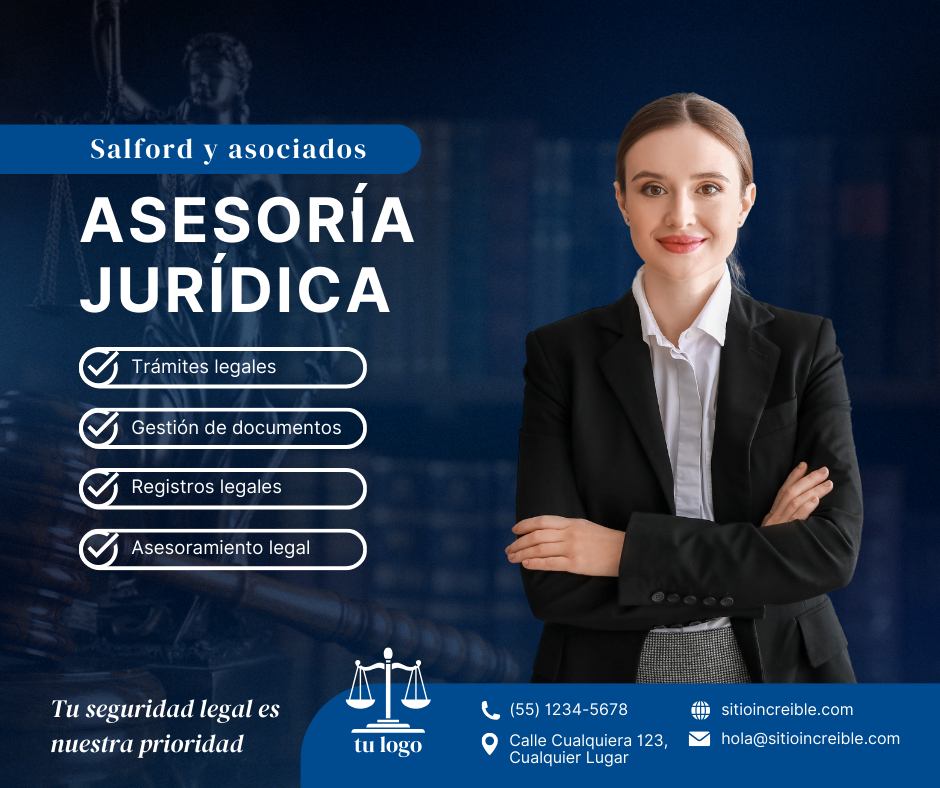 Salford y asociados
ASESORÍA
JURÍDICA
Trámites legales
Gestión de documentos
Registros legales
Asesoramiento legal
Tu seguridad legal es
nuestra prioridad
tu logo
(55) 1234-5678
Calle Cualquiera 123,
Cualquier Lugar
sitioincreible.com
hola@sitioincreible.com